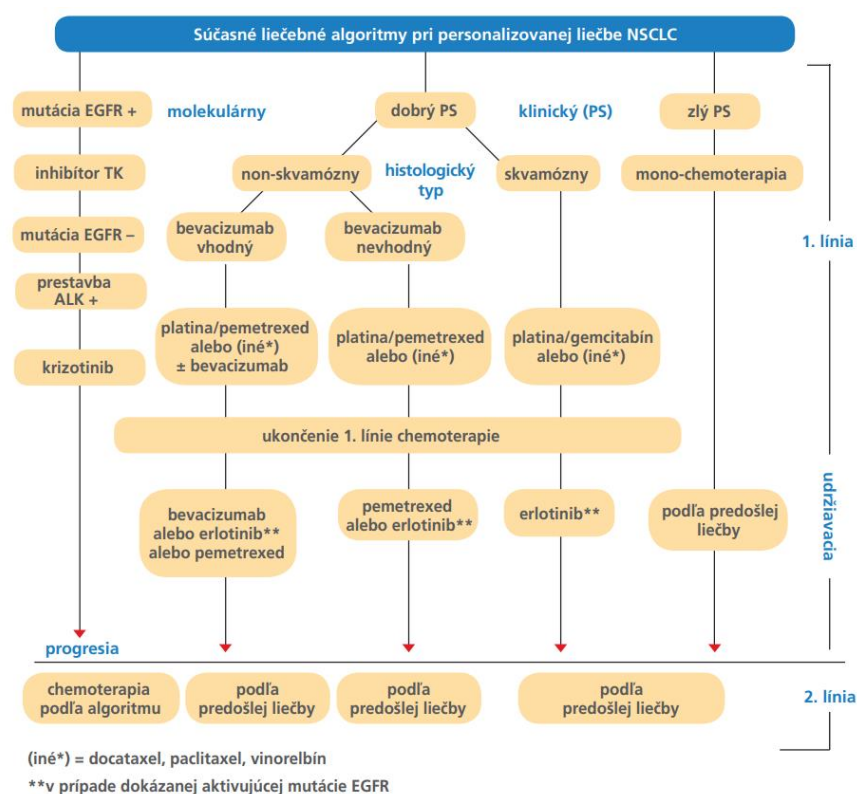 Súčasné liečebné algoritmy pri personalizovanej liečbe NSCLC
mutácia EGFR +
molekulárny
dobrý PS
klinický (PS)
zlý PS
inhibítor TK
non-skvamózny
histologický
typ
skvamózny
mono-chemoterapia
mutácia EGFR –
bevacizumab
vhodný
bevacizumab
nevhodný
1. línia
prestavba
ALK +
krizotinib
platina/pemetrexed
alebo (iné*)
± bevacizumab
platina/pemetrexed
alebo (iné*)
platina/gemcitabín
alebo (iné*)
ukončenie 1. línie chemoterapie
udržiavacia
bevacizumab
alebo erlotinib**
alebo pemetrexed
pemetrexed
alebo erlotinib**
erlotinib**
podľa predošlej
liečby
progresia
chemoterapia
podľa algoritmu
podľa
predošlej liečby
podľa
predošlej liečby
podľa
predošlej liečby
2. línia
(iné*) = docataxel, paclitaxel, vinorelbín
**v prípade dokázanej aktivujúcej mutácie EGFR